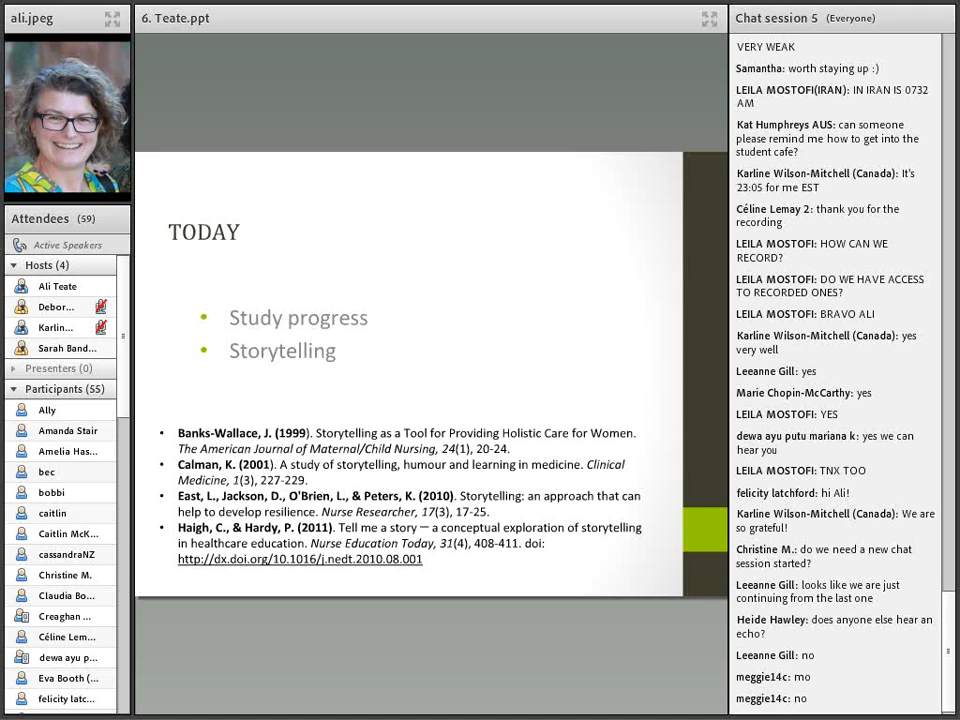 ali.jpeg
Attendees (59)
Active Speakers
Hosts (4)
Ali Teate
Debor...
Karlin...
Sarah Band...
Presenters (0)
Participants (55)
Ally
Amanda Stair
Amelia Has...
bec
bobbi
caitlin
Caitlin McK...
cassandraNZ
Christine M.
Claudia Bo...
Creaghan ...
Céline Lem...
dewa ayu p...
Eva Booth (...
felicity latc...
6. Teate.ppt
TODAY
• Study progress
• Storytelling
• Banks-Wallace, J. (1999). Storytelling as a Tool for Providing Holistic Care for Women.
The American Journal of Maternal/Child Nursing, 24(1), 20-24.
• Calman, K. (2001). A study of storytelling, humour and learning in medicine. Clinical
Medicine, 1(3), 227-229.
• East, L., Jackson, D., O'Brien, L., & Peters, K. (2010). Storytelling: an approach that can
help to develop resilience. Nurse Researcher, 17(3), 17-25.
• Haigh, C., & Hardy, P. (2011). Tell me a story — a conceptual exploration of storytelling
in healthcare education. Nurse Education Today, 31(4), 408-411. doi:
http://dx.doi.org/10.1016/j.nedt.2010.08.001
Chat session 5 (Everyone)
VERY WEAK
Samantha: worth staying up :)
LEILA MOSTOFI(IRAN): IN IRAN IS 0732
AM
Kat Humphreys AUS: can someone
please remind me how to get into the
student cafe?
Karline Wilson-Mitchell (Canada): It's
23:05 for me EST
Céline Lemay 2: thank you for the
recording
LEILA MOSTOFI: HOW CAN WE
RECORD?
LEILA MOSTOFI: DO WE HAVE ACCESS
TO RECORDED ONES?
LEILA MOSTOFI: BRAVO ALI
Karline Wilson-Mitchell (Canada): yes
very well
Leeanne Gill: yes
Marie Chopin-McCarthy: yes
LEILA MOSTOFI: YES
dewa ayu putu mariana k: yes we can
hear you
LEILA MOSTOFI: TNX TOO
felicity latchford: hi Ali!
Karline Wilson-Mitchell (Canada): We are
so grateful!
Christine M.: do we need a new chat
session started?
Leeanne Gill: looks like we are just
continuing from the last one
Heide Hawley: does anyone else hear an
echo?
Leeanne Gill: no
meggie14c: mo
meggie14c: no